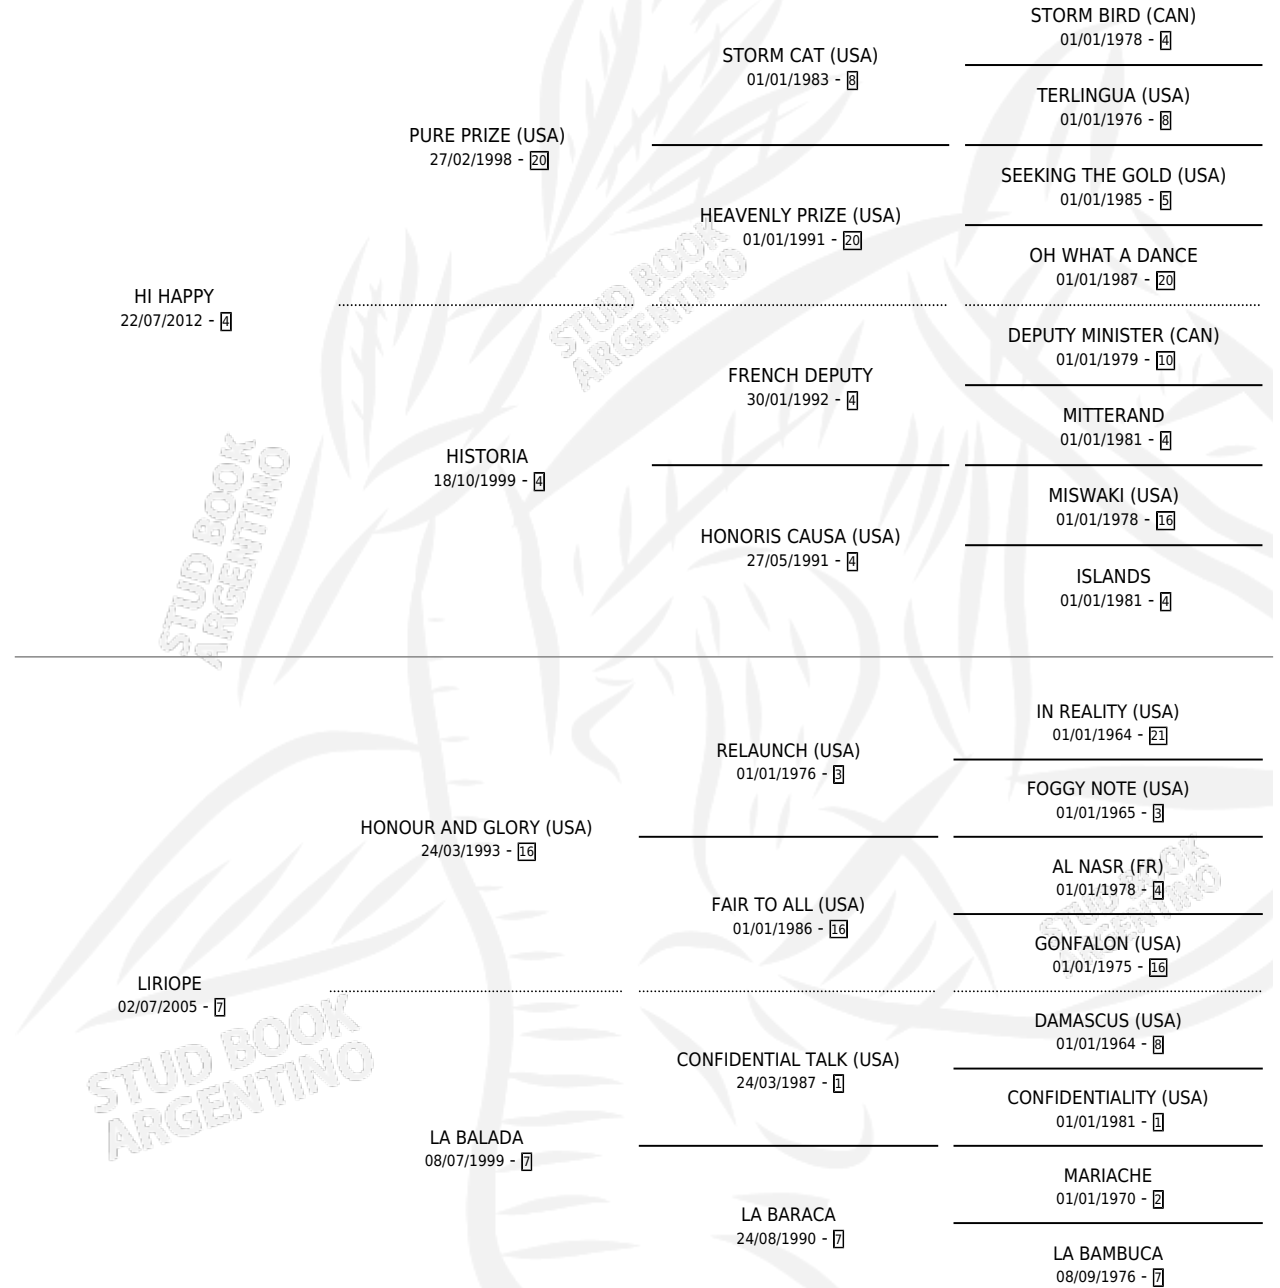 STORM BIRD (CAN)
01/01/1978 - 4
STORM CAT (USA)
01/01/1983 - 8
TERLINGUA (USA)
01/01/1976 - 8
PURE PRIZE (USA)
27/02/1998 - 20
SEEKING THE GOLD (USA)
01/01/1985 - 5
HEAVENLY PRIZE (USA)
01/01/1991 - 20
OH WHAT A DANCE
01/01/1987 - 20
HI HAPPY
22/07/2012 - 4
DEPUTY MINISTER (CAN)
01/01/1979 - 10
FRENCH DEPUTY
30/01/1992 - 4
MITTERAND
01/01/1981 - 4
HISTORIA
18/10/1999 - 4
MISWAKI (USA)
01/01/1978 - 16
HONORIS CAUSA (USA)
27/05/1991 - 4
ISLANDS
01/01/1981 - 4
IN REALITY (USA)
01/01/1964 - 21
RELAUNCH (USA)
01/01/1976 - 3
FOGGY NOTE (USA)
01/01/1965 - 3
HONOUR AND GLORY (USA)
24/03/1993 - 16
AL NASR (FR)
01/01/1978 - 4
FAIR TO ALL (USA)
01/01/1986 - 16
GONFALON (USA)
01/01/1975 - 16
LIRIOPE
02/07/2005 - 7
DAMASCUS (USA)
01/01/1964 - 8
CONFIDENTIAL TALK (USA)
24/03/1987 - 1
CONFIDENTIALITY (USA)
01/01/1981 - 1
LA BALADA
08/07/1999 - 7
MARIACHE
01/01/1970 - 2
LA BARACA
24/08/1990 - 7
LA BAMBUCA
08/09/1976 - 7
STUD BOOK
ARGENTINO
STUD BOOK
ARGENTINO
STUD BOOK
ARGENTINO
STUD BOOK
ARGENTINO